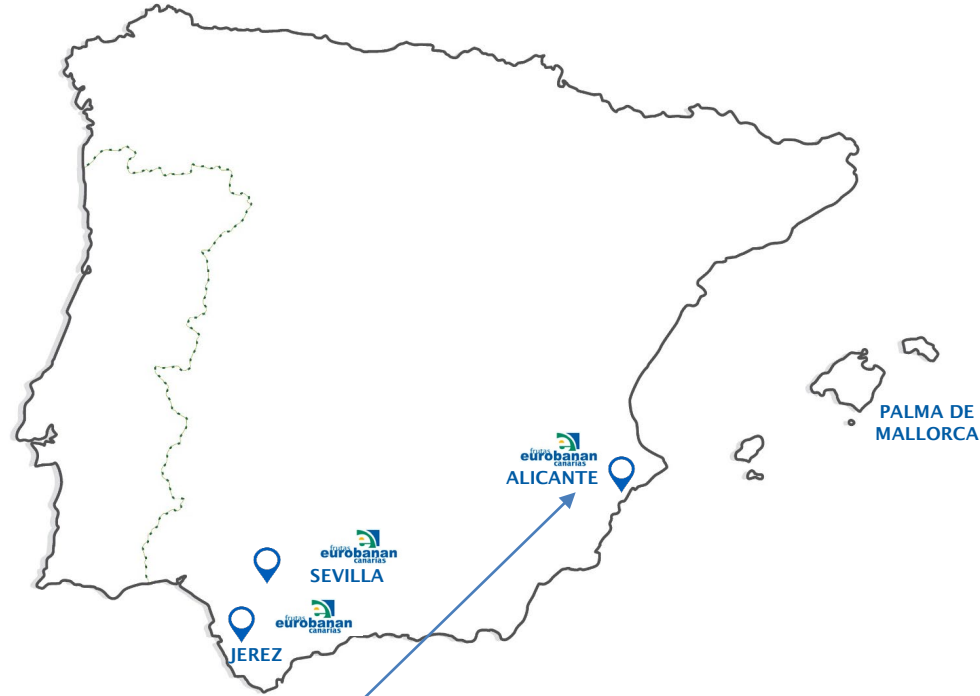 PALMA DE
MALLORCA
frutas
eurobanan
canarias
ALICANTE
frutas
eurobanan
canarias
SEVILLA
frutas
eurobanan
canarias
JEREZ